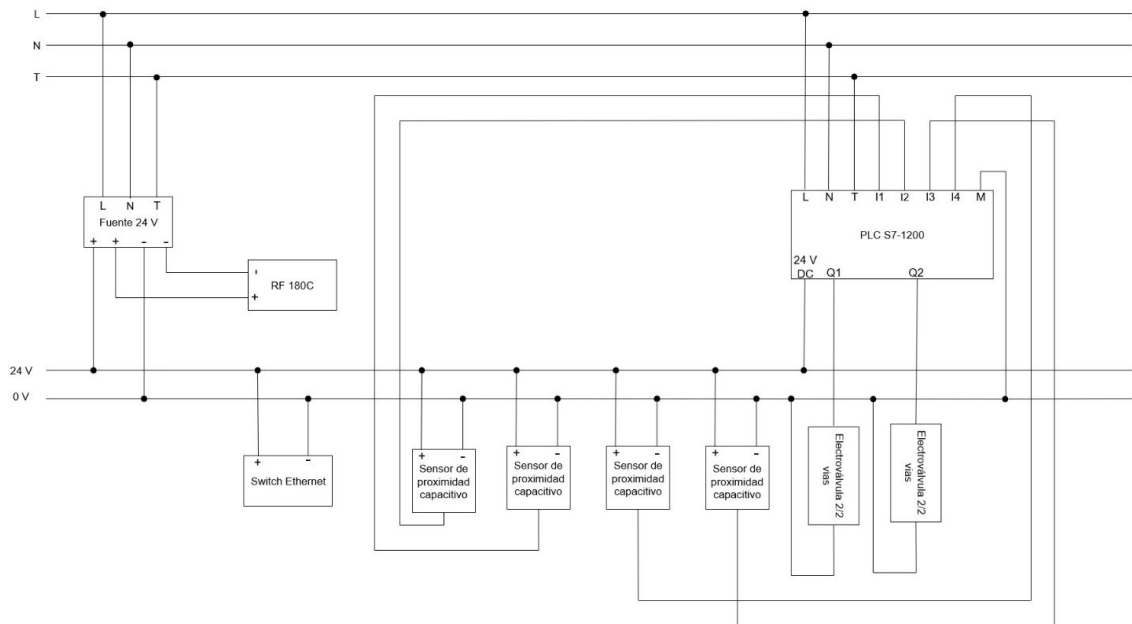 L
N
T
L N T
Fuente 24 V
+ + - -
-
RF 180C
+
L N T I1 I2 I3 I4 M
PLC S7-1200
24 V
DC Q1 Q2
24 V
0 V
+ -
Switch Ethernet
+ -
Sensor de
proximidad
capacitivo
+ -
Sensor de
proximidad
capacitivo
+ -
Sensor de
proximidad
capacitivo
+ -
Sensor de
proximidad
capacitivo
Electroválvula 2/2
vias
Electroválvula 2/2
vias